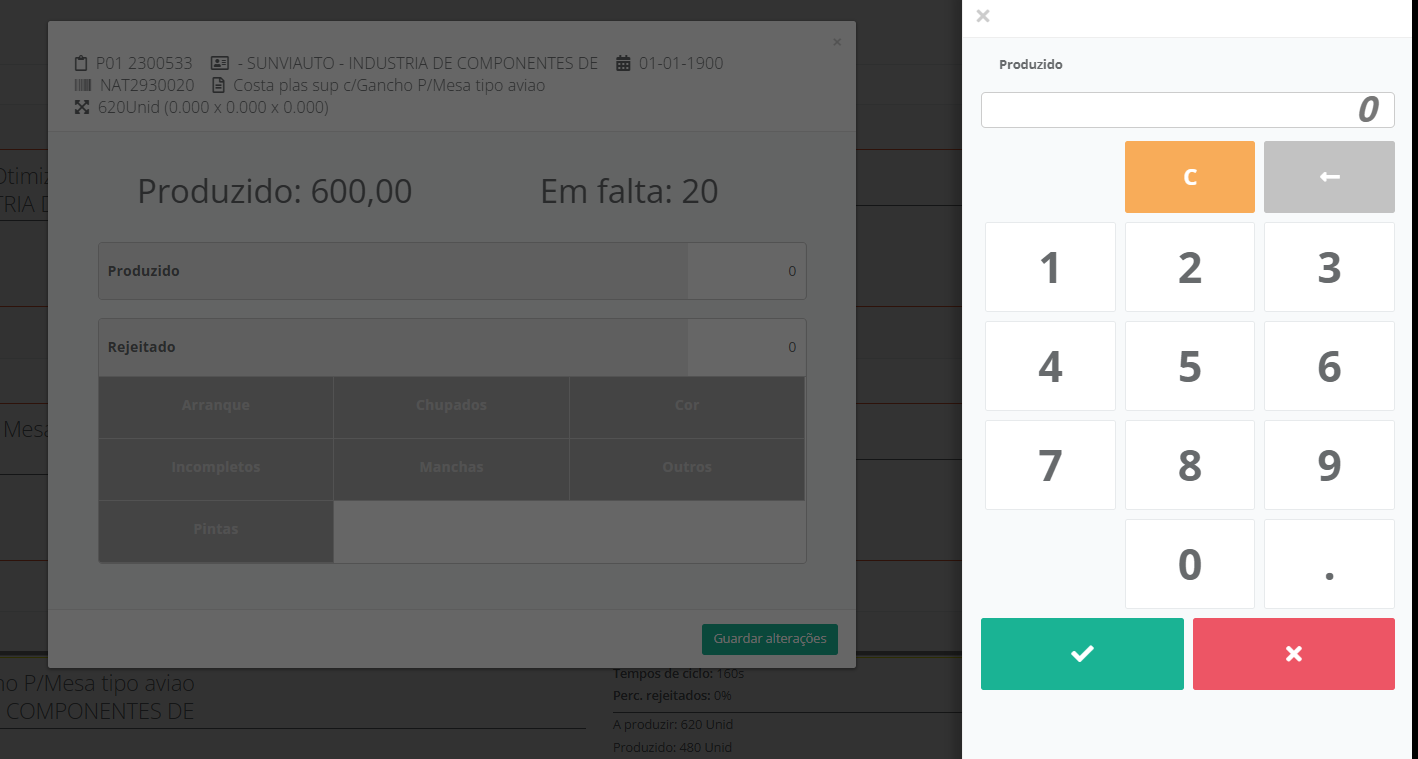 P01 2300533 - SUNVIAUTO - INDUSTRIA DE COMPONENTES DE 01-01-1900
NAT2930020 Costa plas sup c/Gancho P/Mesa tipo aviao
620Unid (0.000 x 0.000 x 0.000)
Otimiz
TRIA D
Produzido: 600,00 Em falta: 20
Produzido 0
Rejeitado 0
Arranque Chupados Cor
Mesa
Incompletos Manchas Outros
Pintas
Guardar alterações
ho P/Mesa tipo aviao
COMPONENTES DE
Tempos de ciclo: 160s
Perc. rejeitados: 0%
A produzir: 620 Unid
Produzido: 480 Unid
Produzido
0
C
1 2 3
4 5 6
7 8 9
0 .